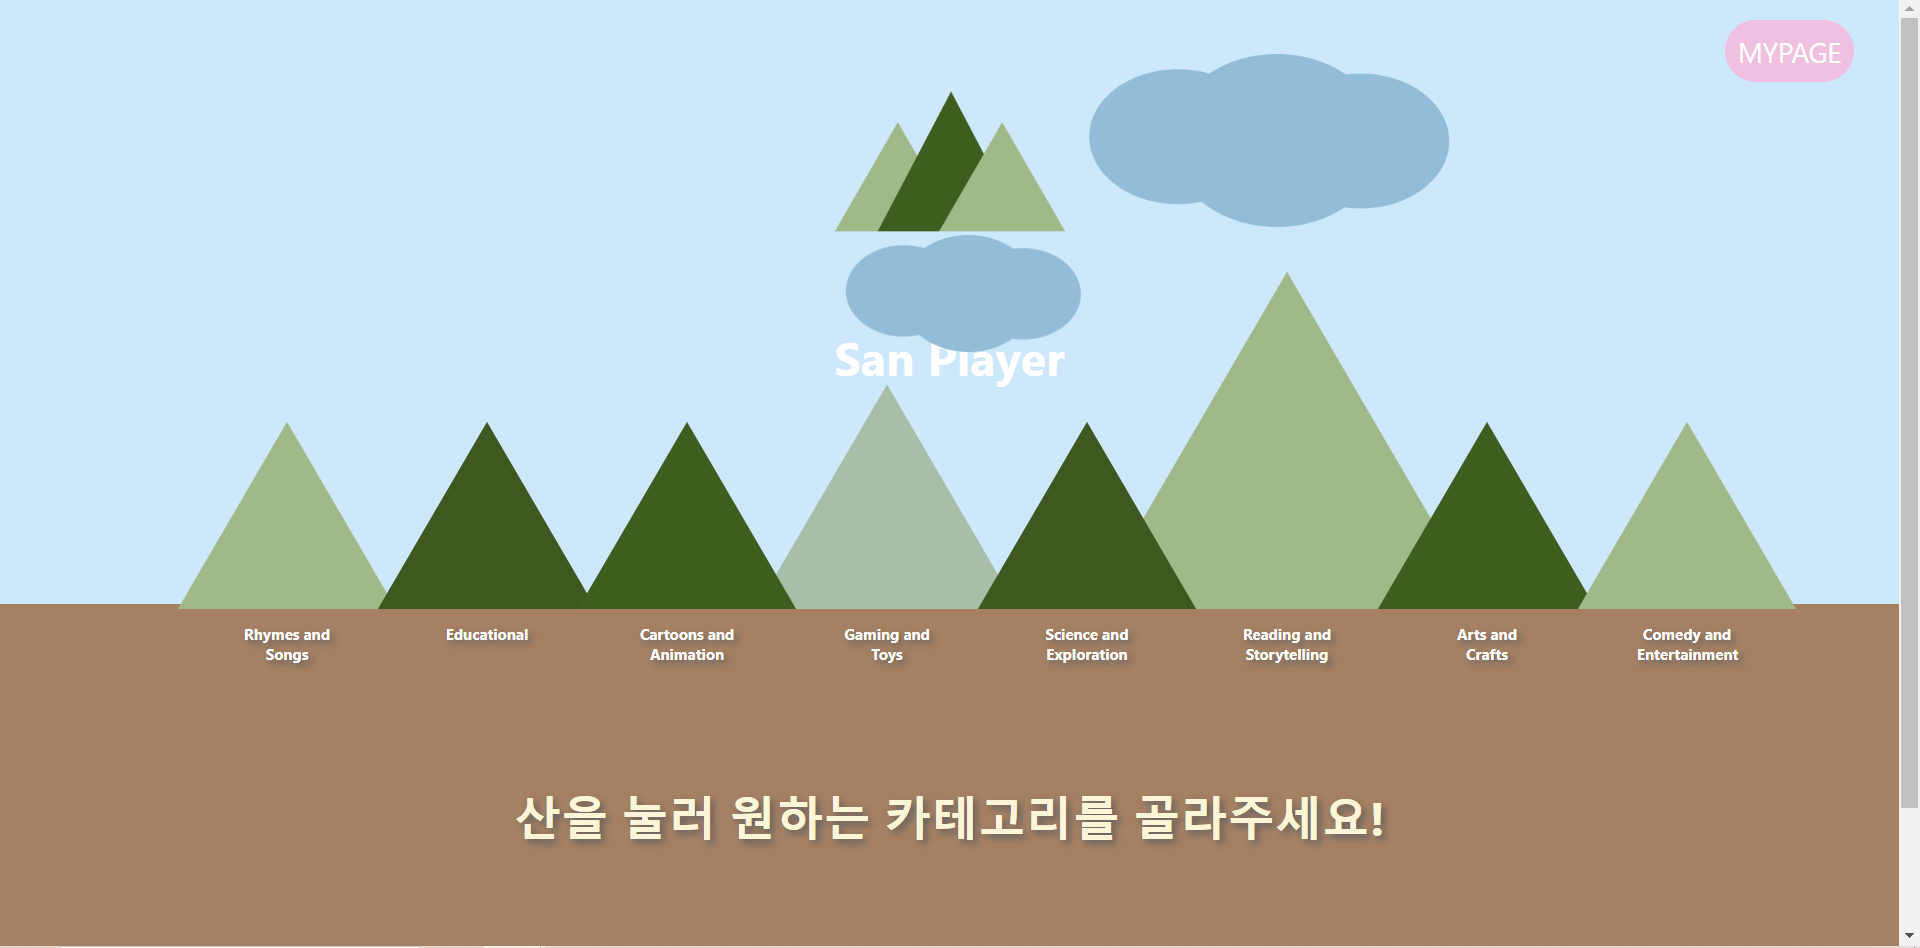 MYPAGE
San Player
Rhymes and
Songs
Educational
Cartoons and
Animation
Gaming and
Toys
Science and
Exploration
Reading and
Storytelling
Arts and
Crafts
Comedy and
Entertainment
산을 눌러 원하는 카테고리를 골라주세요!